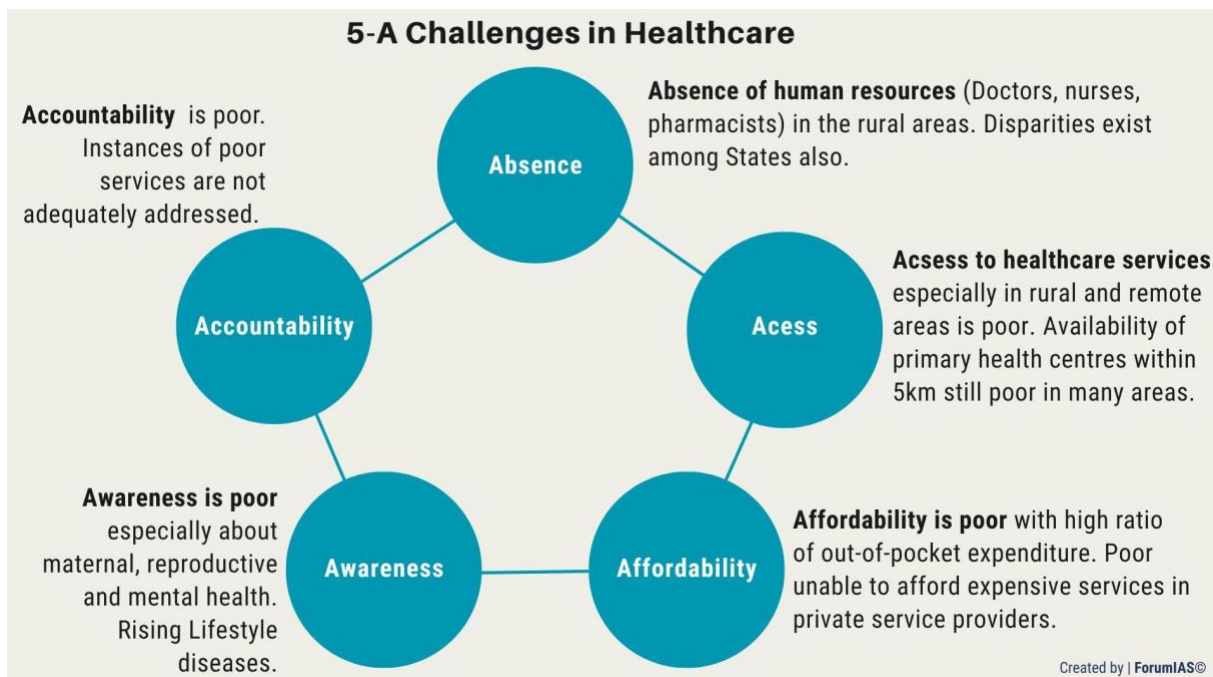 5-A Challenges in Healthcare
Absence
Absence of human resources (Doctors, nurses,
pharmacists) in the rural areas. Disparities exist
among States also.
Acess
Acsess to healthcare services
especially in rural and remote
areas is poor. Availability of
primary health centres within
5km still poor in many areas.
Affordability
Affordability is poor with high ratio
of out-of-pocket expenditure. Poor
unable to afford expensive services in
private service providers.
Awareness
Awareness is poor
especially about
maternal, reproductive
and mental health.
Rising Lifestyle
diseases.
Accountability
Accountability is poor.
Instances of poor
services are not
adequately addressed.
Created by | ForumIAS©